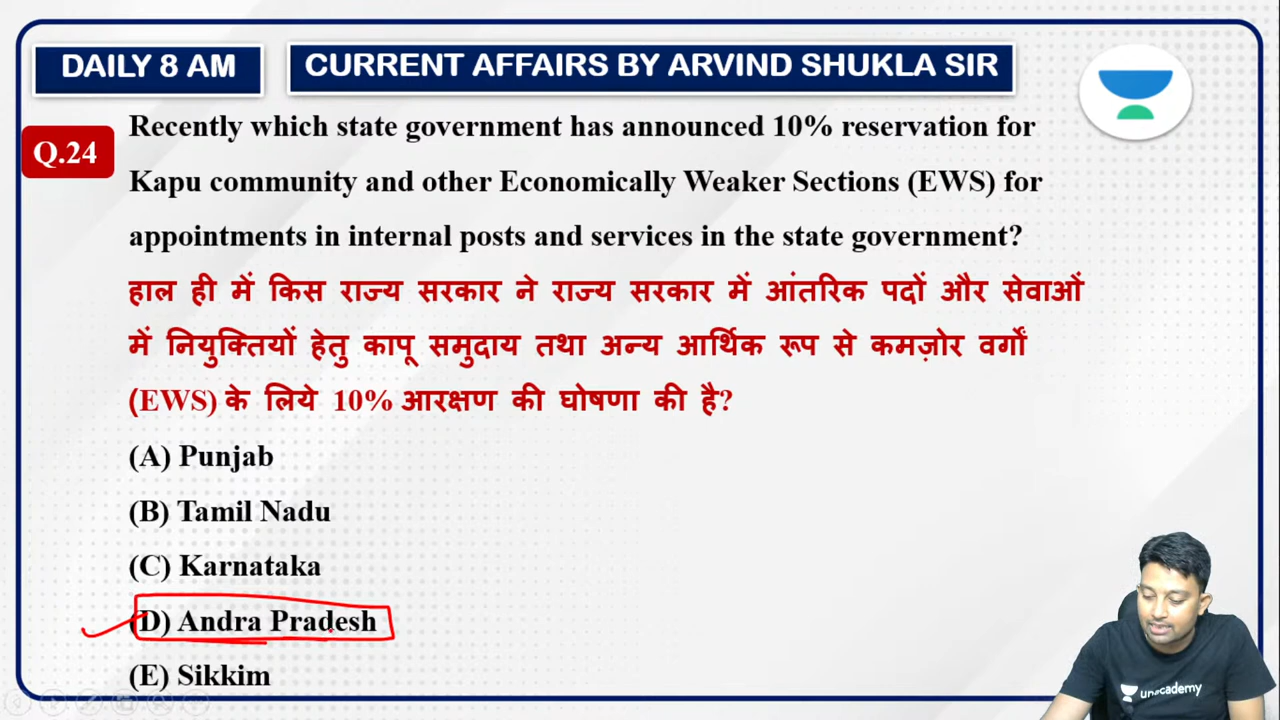 DAILY 8 AM
CURRENT AFFAIRS BY ARVIND SHUKLA SIR
Q.24
Recently which state government has announced 10% reservation for
Kapu community and other Economically Weaker Sections (EWS) for
appointments in internal posts and services in the state government?
हाल ही में किस राज्य सरकार ने राज्य सरकार में आंतरिक पदों और सेवाओं
में नियुक्तियों हेतु कापू समुदाय तथा अन्य आर्थिक रूप से कमज़ोर वर्गों
(EWS) के लिये 10% आरक्षण की घोषणा की है?
(A) Punjab
(B) Tamil Nadu
(C) Karnataka
(D) Andra Pradesh
(E) Sikkim
unacademy